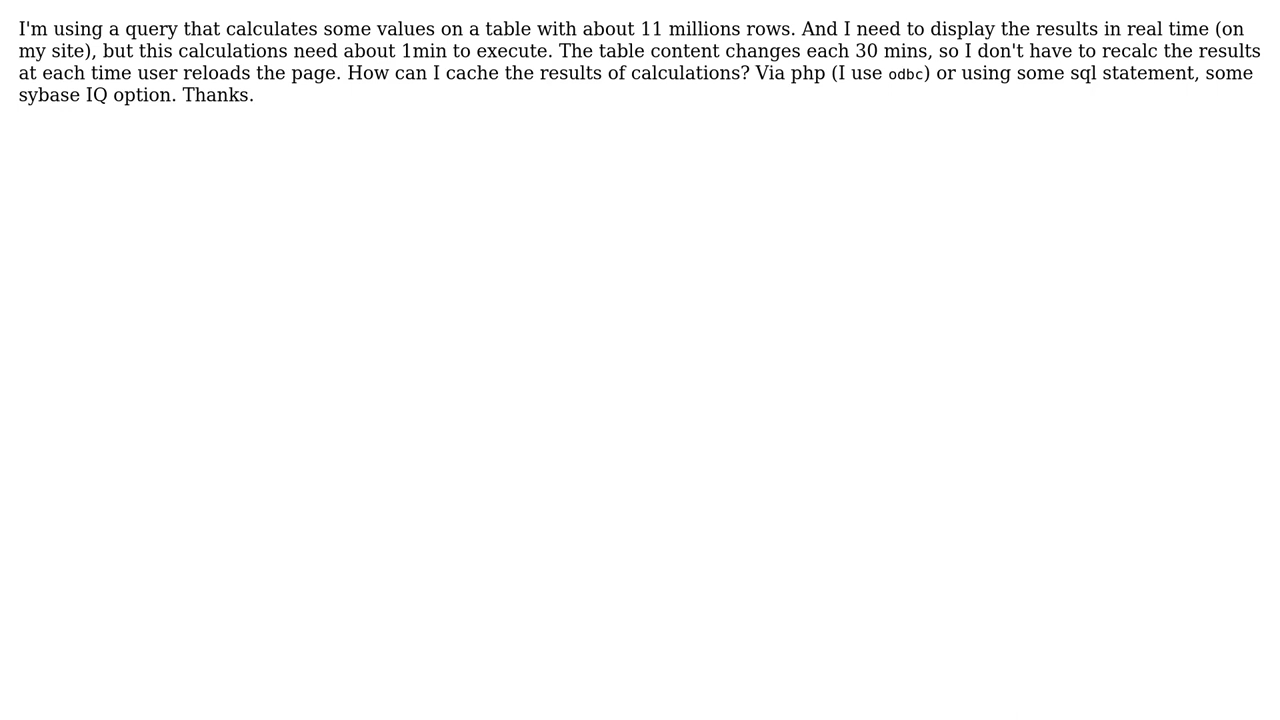 I'm using a query that calculates some values on a table with about 11 millions rows. And I need to display the results in real time (on
my site), but this calculations need about 1min to execute. The table content changes each 30 mins, so I don't have to recalc the results
at each time user reloads the page. How can I cache the results of calculations? Via php (I use odbc) or using some sql statement, some
sybase IQ option. Thanks.